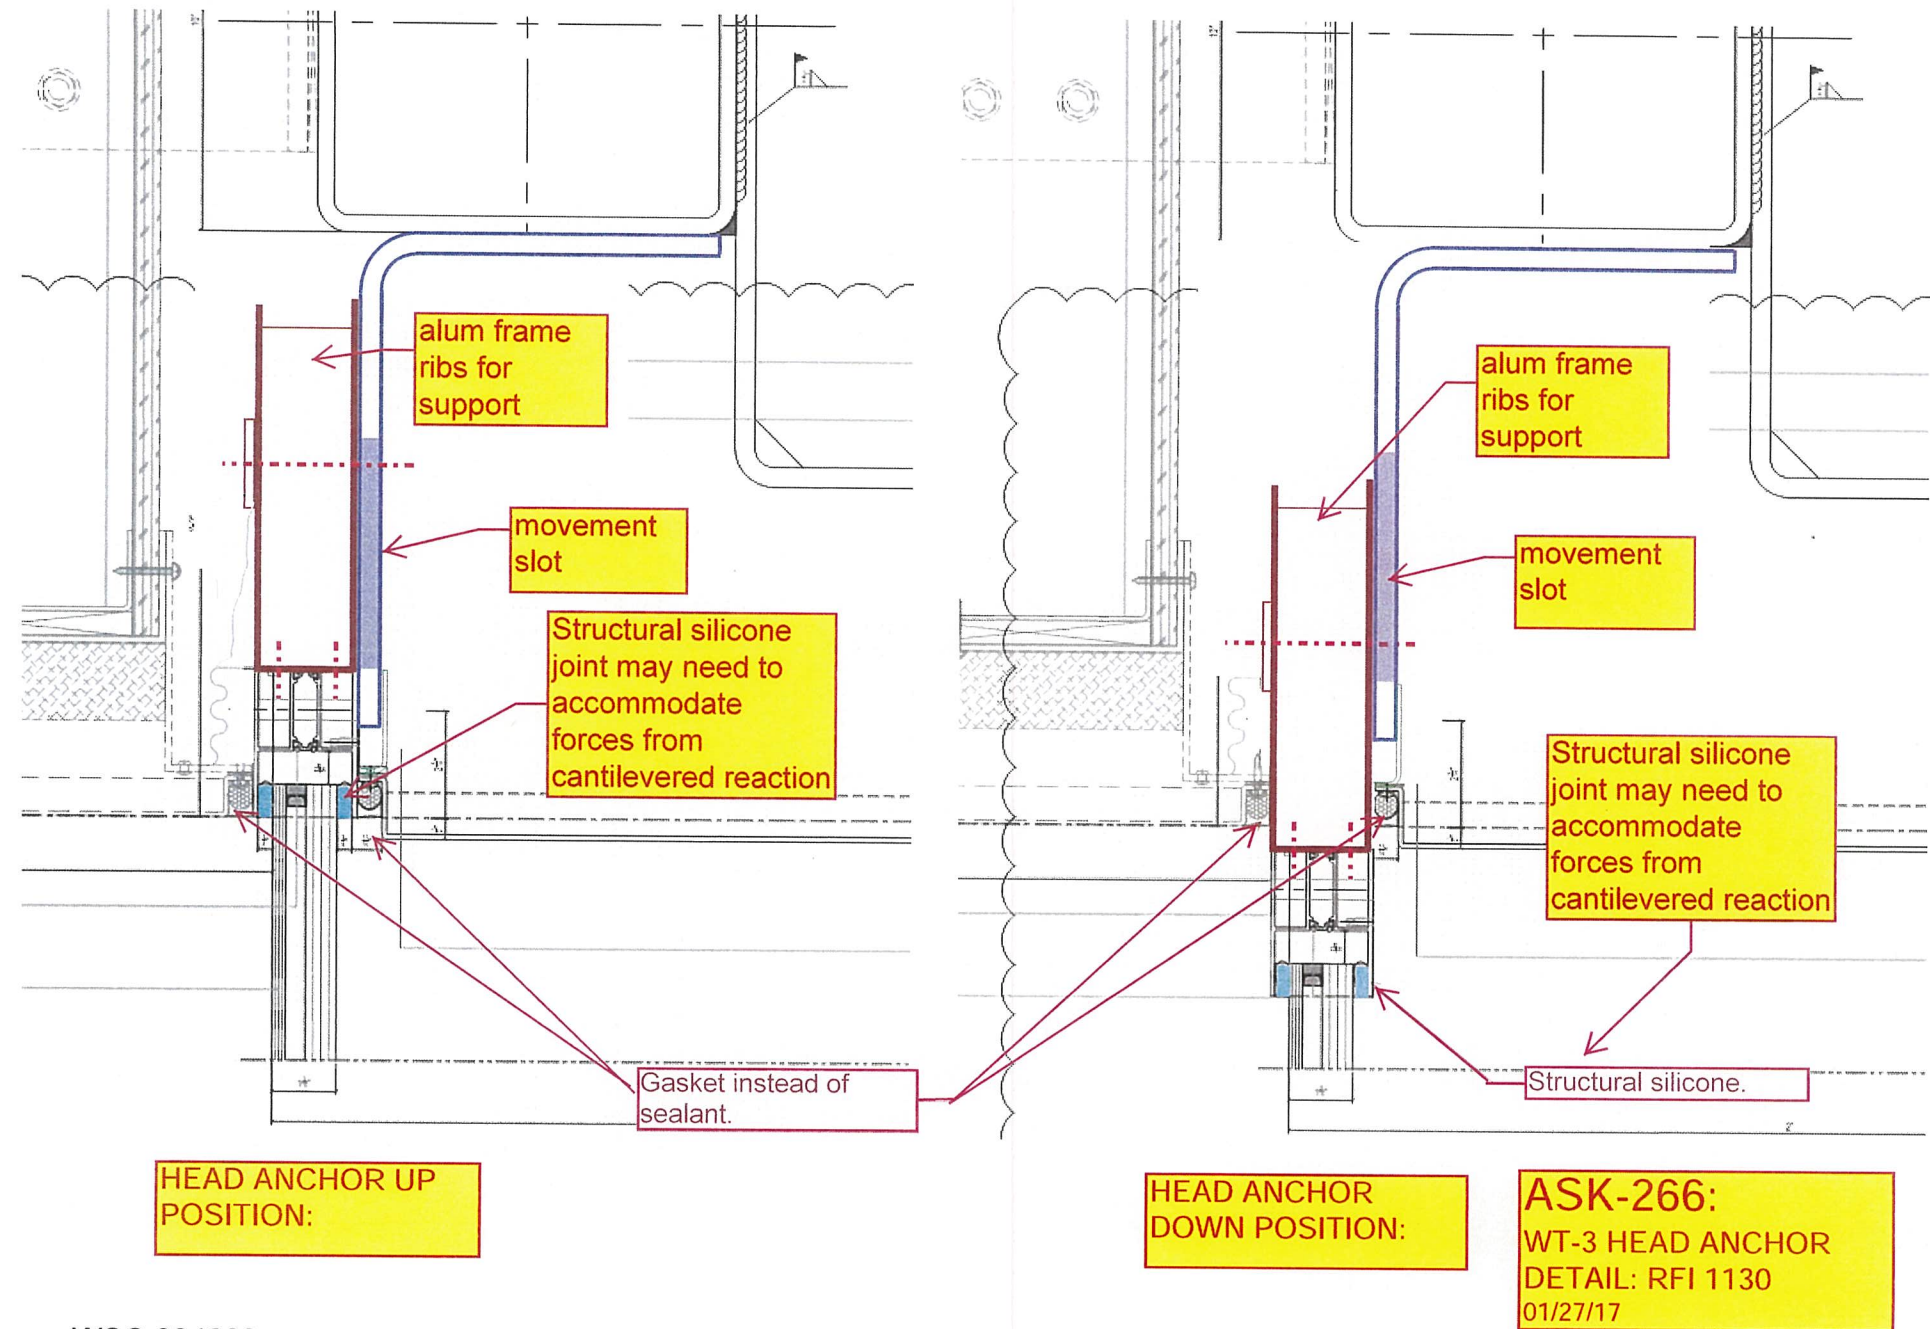 12"
12"
alum frame
ribs for
support
alum frame
ribs for
support
movement
slot
movement
slot
Structural silicone
joint may need to
accommodate
forces from
cantilevered reaction
Structural silicone
joint may need to
accommodate
forces from
cantilevered reaction
Gasket instead of
sealant.
Structural silicone.
2"
HEAD ANCHOR UP
POSITION:
HEAD ANCHOR
DOWN POSITION:
ASK-266:
WT-3 HEAD ANCHOR
DETAIL: RFI 1130
01/27/17